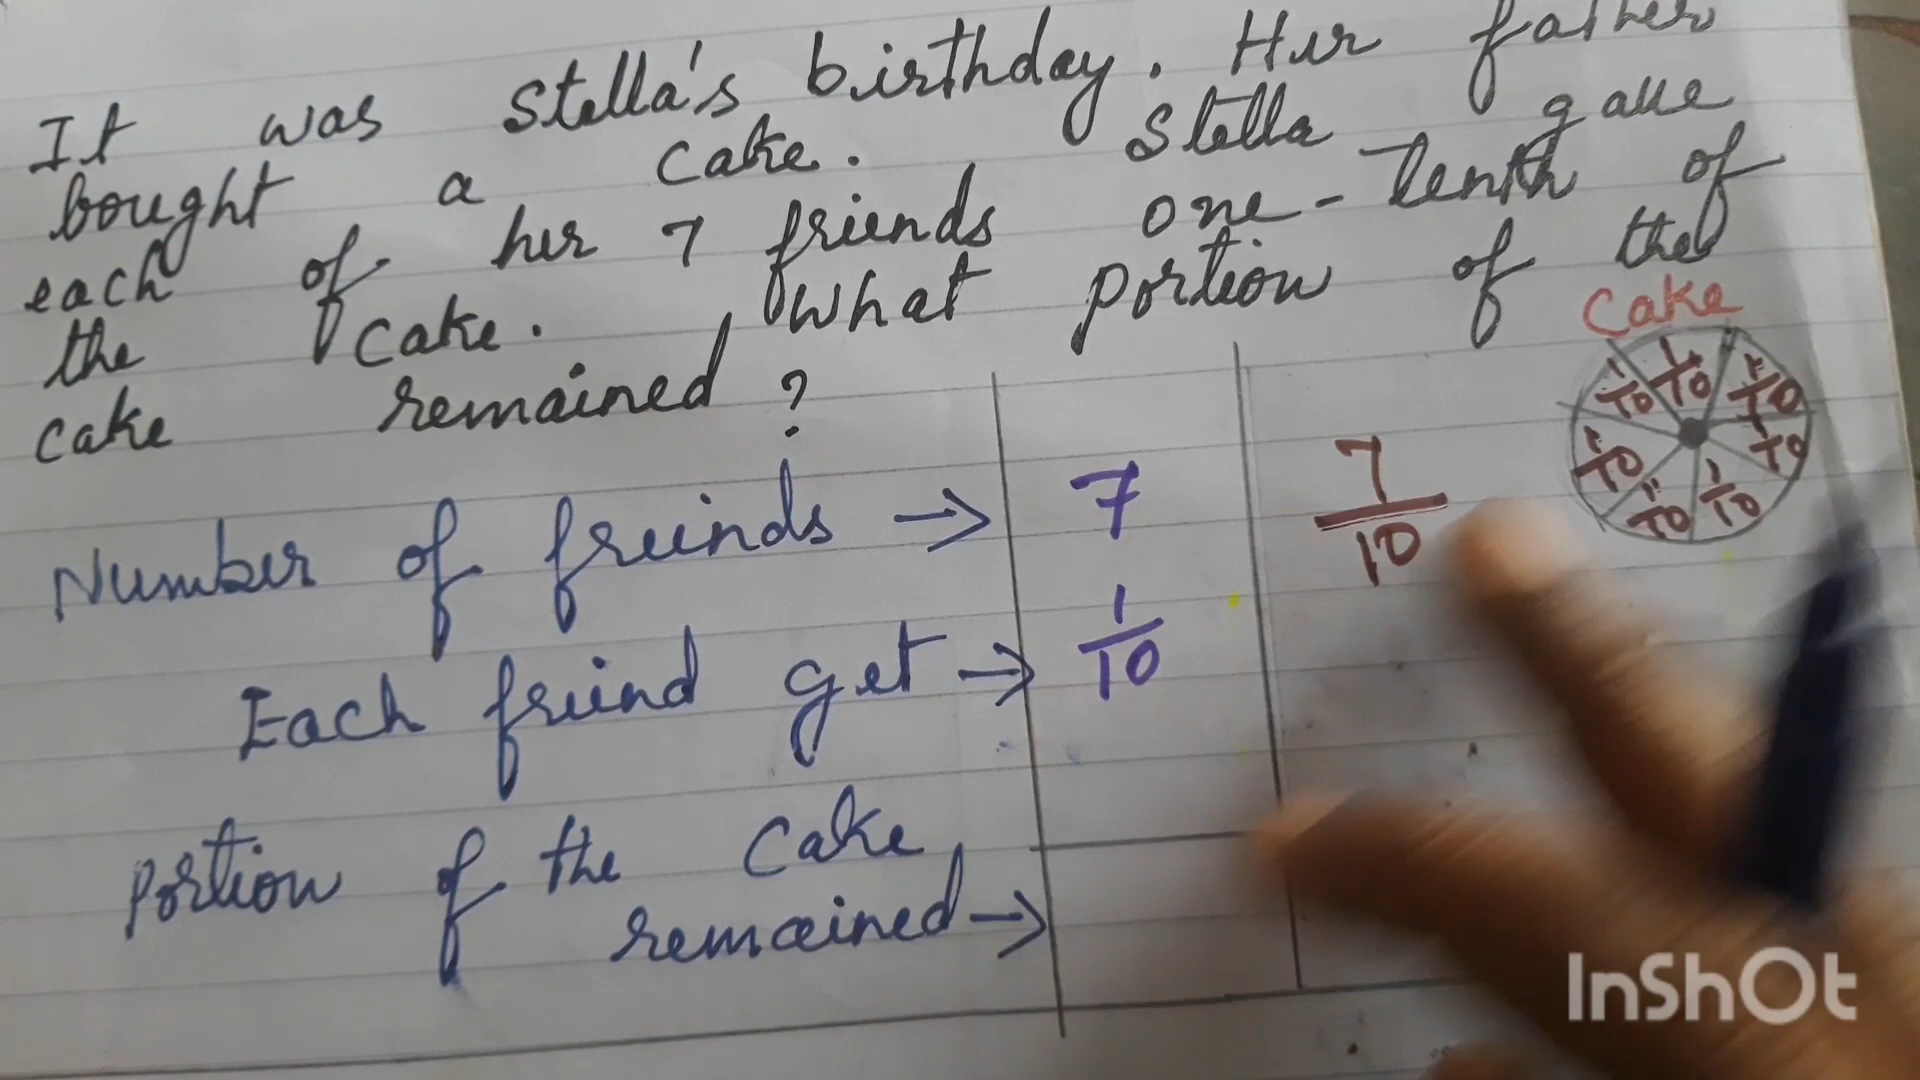 It was Stella's birthday. Her father
bought a cake. Stella gave
each of her 7 friends one-tenth of
the cake. What portion of the
cake remained?
Cake
1/10 1/10 1/10
1/10 1/10
1/10 1/10
Number of friends → 7
7/10
Each friend get → 1/10
Portion of the cake
remained →
InShOt